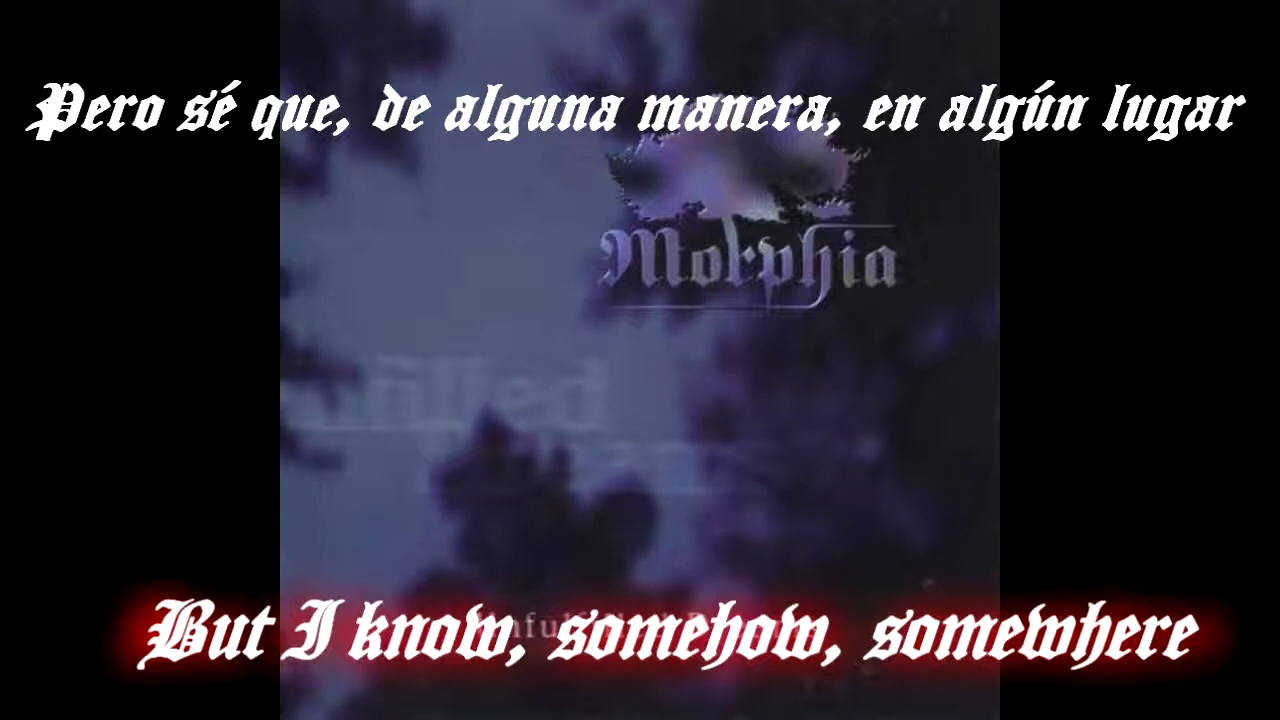 Pero sé que, de alguna manera, en algún lugar
Morphia
But I know, somehow, somewhere